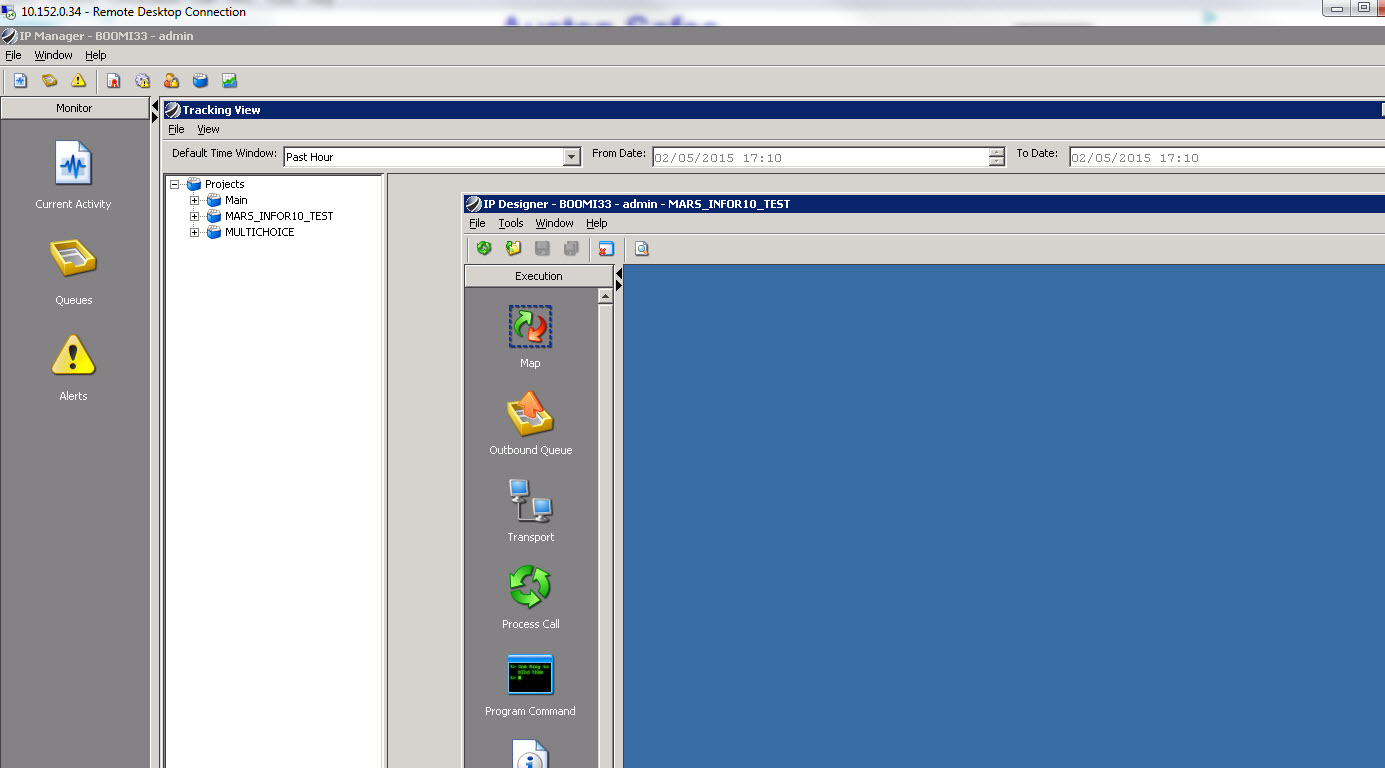 10.152.0.34 - Remote Desktop Connection
IP Manager - BOOMI33 - admin
File Window Help
Monitor
Current Activity
Queues
Alerts
Tracking View
File View
Default Time Window: Past Hour From Date: 02/05/2015 17:10 To Date: 02/05/2015 17:10
Projects
Main
MARS_INFOR10_TEST
MULTICHOICE
IP Designer - BOOMI33 - admin - MARS_INFOR10_TEST
File Tools Window Help
Execution
Map
Outbound Queue
Transport
Process Call
Program Command